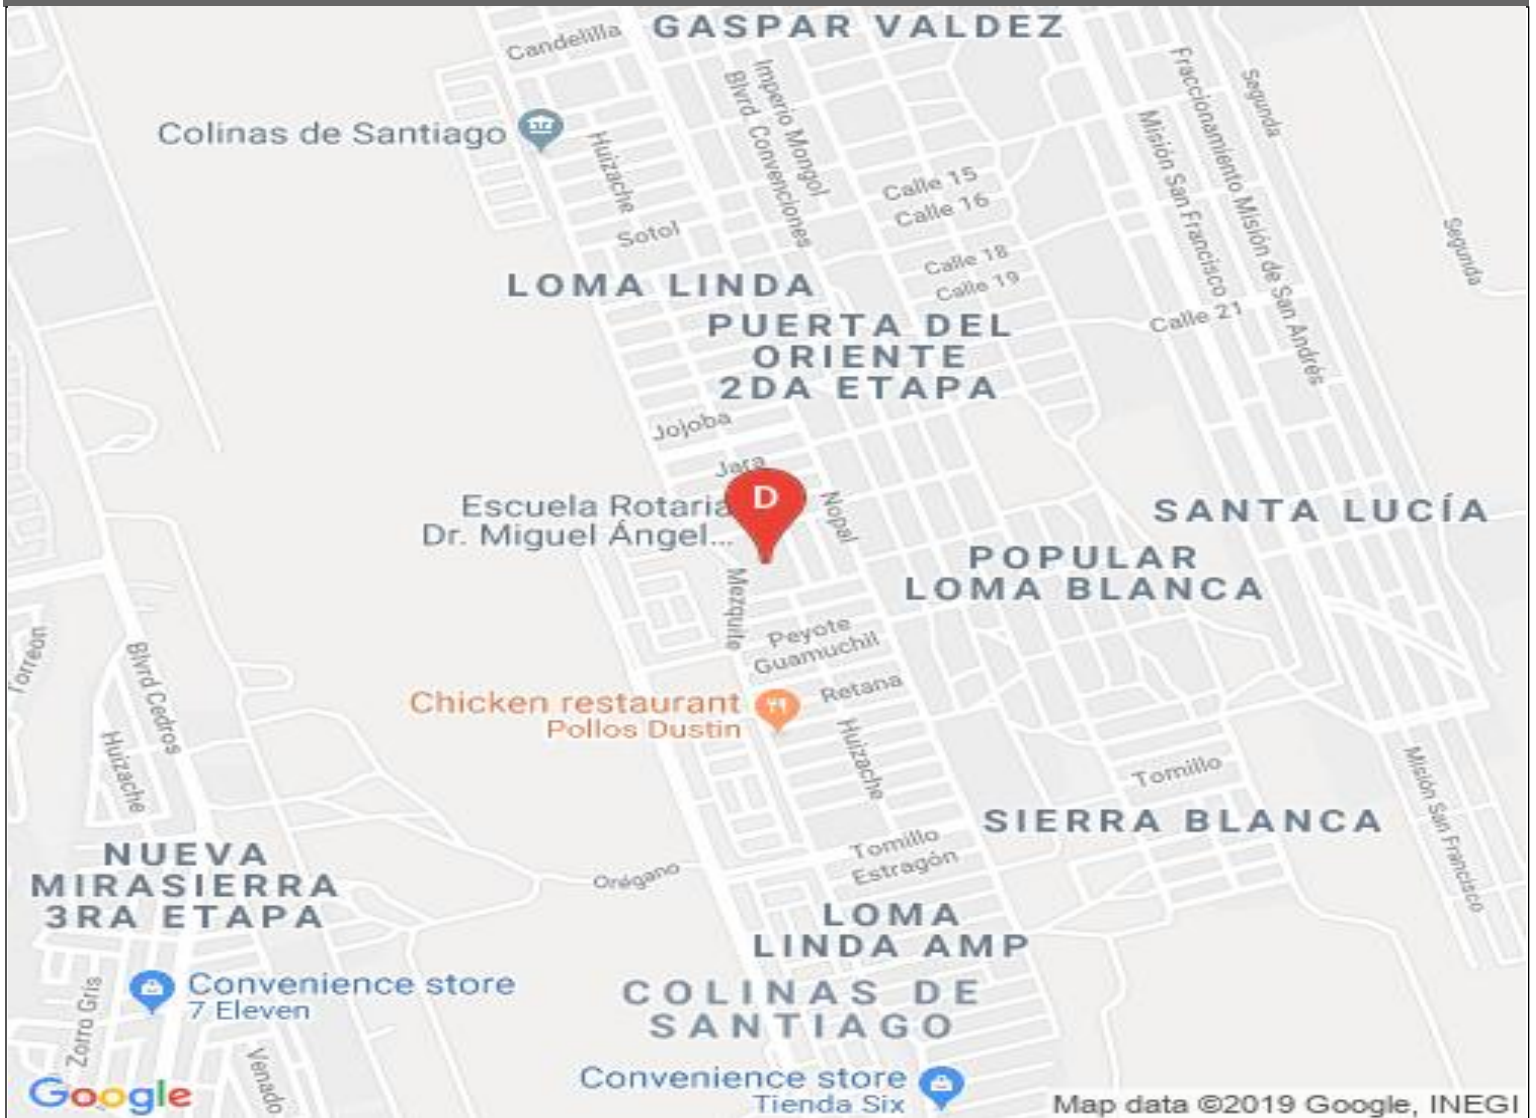 GASPAR VALDEZ
Candelilla
Colinas de Santiago
Huizache
Imperio Mongol
Blvrd. Convenciones
Fraccionamiento Misión de San Andrés
Segunda
Misión San Francisco
Segunda
Calle 15
Calle 16
Sotol
Calle 18
Calle 19
LOMA LINDA
Calle 21
PUERTA DEL
ORIENTE
2DA ETAPA
Jojoba
Jara
D
Escuela Rotaria
Dr. Miguel Ángel...
Nopal
SANTA LUCÍA
POPULAR
LOMA BLANCA
Mezquite
Peyote
Guamuchil
Torreon
Blvrd Cedros
Retana
Chicken restaurant
Pollos Dustin
Huizache
Huizache
Tomillo
Misión San Francisco
SIERRA BLANCA
Tomillo
Estragón
NUEVA
MIRASIERRA
3RA ETAPA
Orégano
LOMA
LINDA AMP
Convenience store
7 Eleven
COLINAS DE
SANTIAGO
Zorro Gris
Venado
Convenience store
Tienda Six
Google
Map data ©2019 Google, INEGI